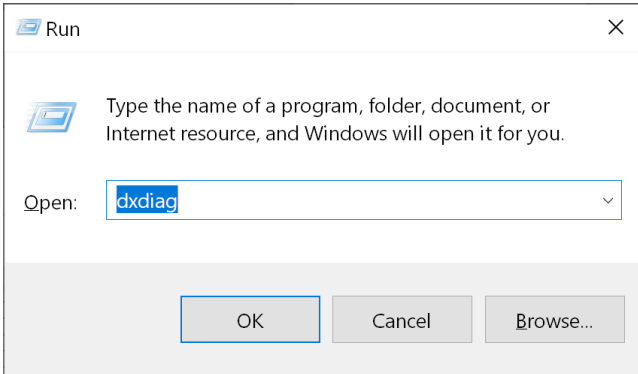 Run
Type the name of a program, folder, document, or
Internet resource, and Windows will open it for you.
Open: dxdiag
OK Cancel Browse...